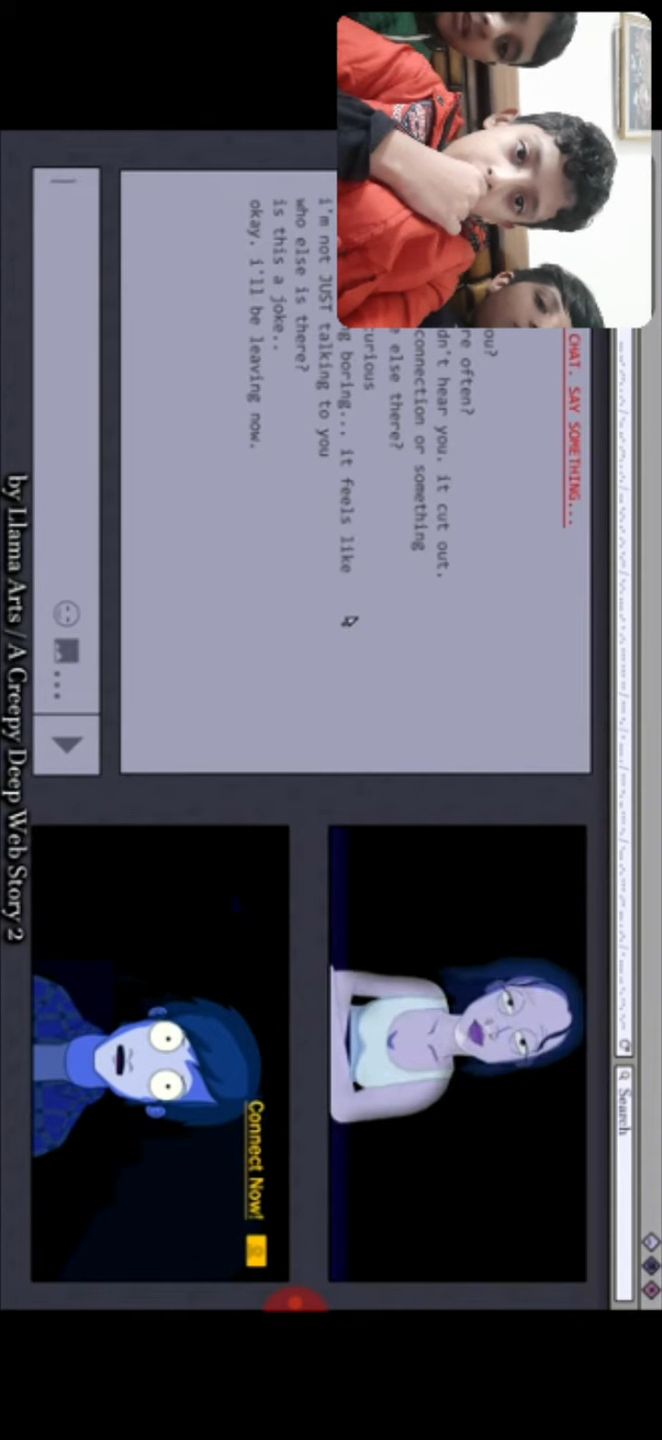 Search
CHAT. SAY SOMETHING...
ou?
re often?
dn't hear you. it cut out.
connection or something
else there?
curious
boring... it feels like
i'm not JUST talking to you
who else is there?
is this a joke..
okay. i'll be leaving now.
Connect Now!
by Llama Arts / A Creepy Deep Web Story 2